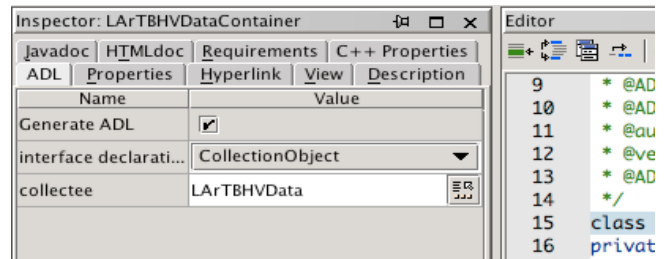 Inspector: LArTBHVDataContainer
Javadoc HTMLdoc Requirements C++ Properties
ADL Properties Hyperlink View Description
Name Value
Generate ADL
interface declarati... CollectionObject
collectee LArTBHVData
Editor
9 * @AD
10 * @AD
11 * @au
12 * @ve
13 * @AD
14 */
15 class
16 privat